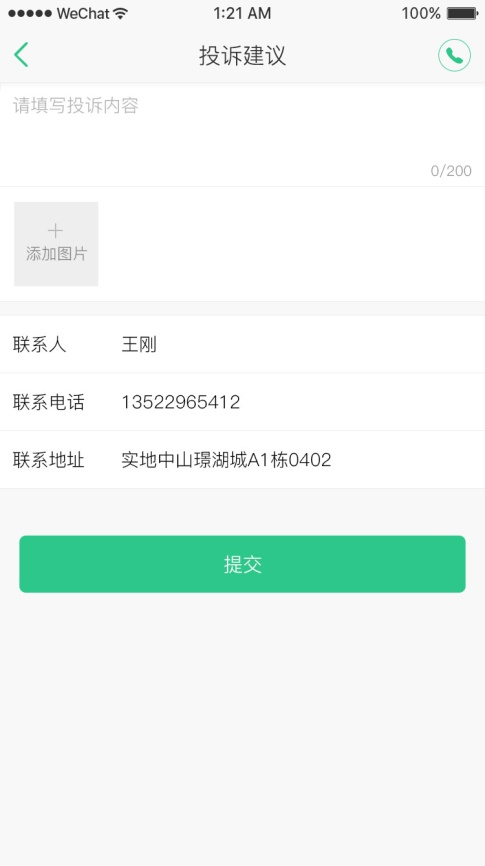 WeChat 1:21 AM 100%
投诉建议
请填写投诉内容
0/200
添加图片
联系人 王刚
联系电话 13522965412
联系地址 实地中山璟湖城A1栋0402
提交